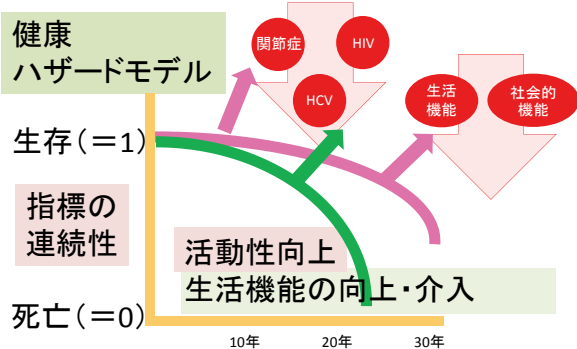 健康
ハザードモデル
関節症
HIV
HCV
生活
機能
社会的
機能
生存(=1)
指標の
連続性
活動性向上
生活機能の向上・介入
死亡(=0)
10年
20年
30年